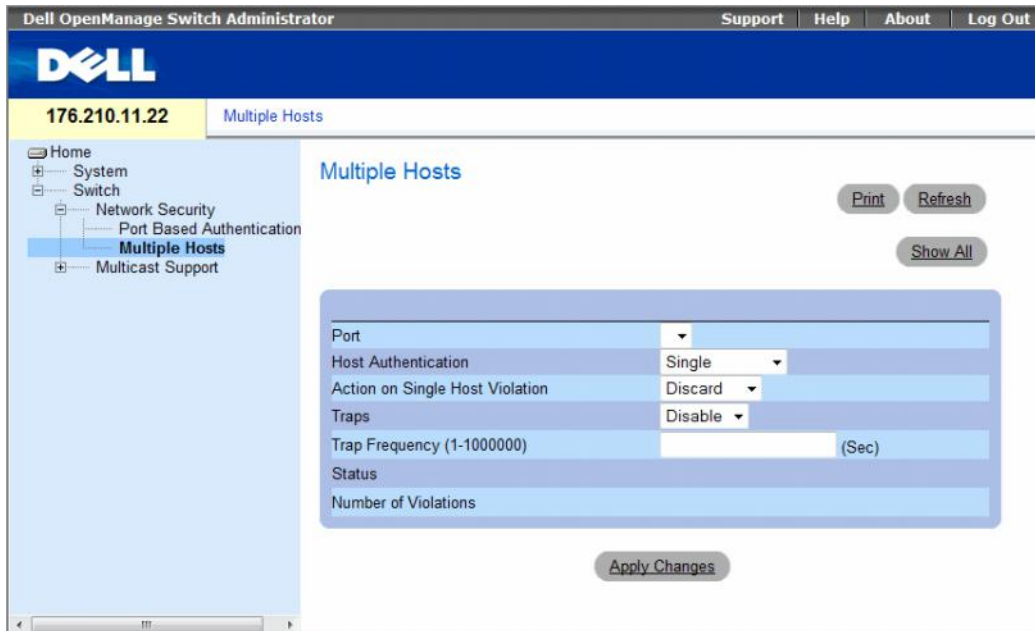 Dell OpenManage Switch Administrator Support Help About Log Out
DELL
176.210.11.22 Multiple Hosts
Home
System
Switch
Network Security
Port Based Authentication
Multiple Hosts
Multicast Support
Multiple Hosts
Print Refresh
Show All
Port
Host Authentication Single
Action on Single Host Violation Discard
Traps Disable
Trap Frequency (1-1000000) (Sec)
Status
Number of Violations
Apply Changes